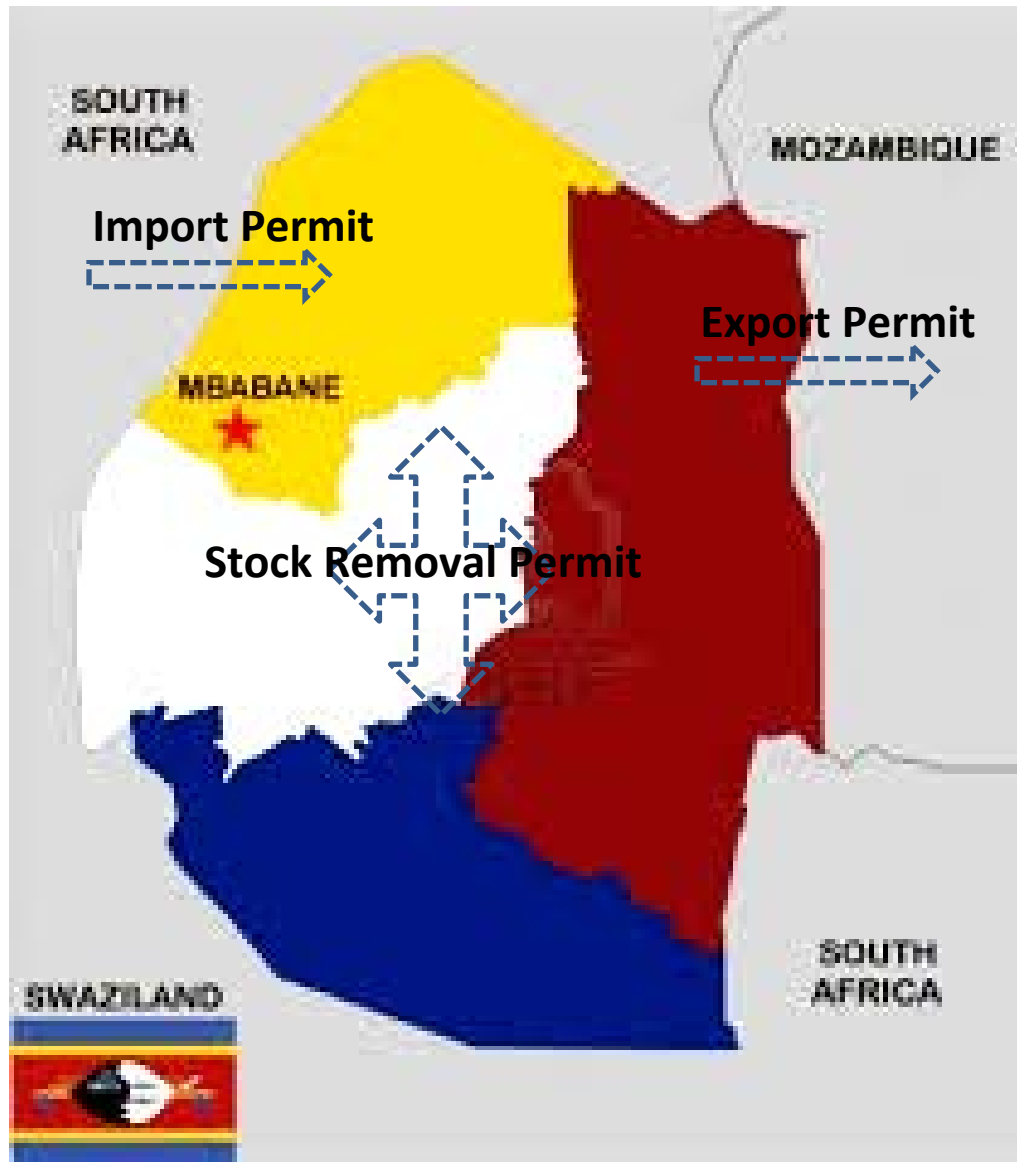 SOUTH
AFRICA
MOZAMBIQUE
Import Permit
Export Permit
MBABANE
Stock Removal Permit
SOUTH
AFRICA
SWAZILAND